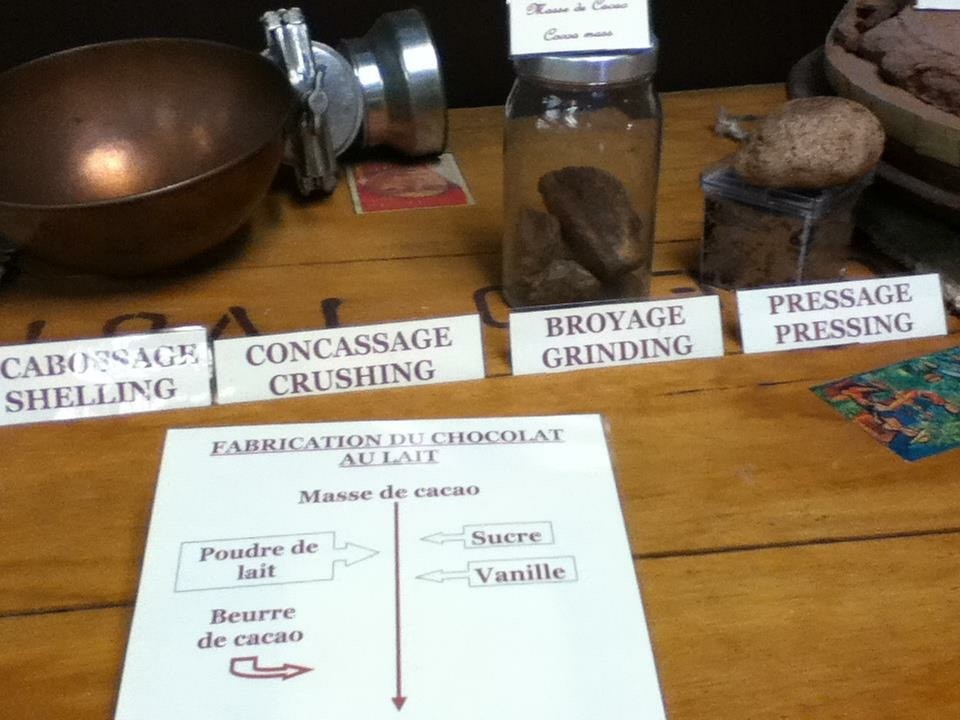 Masse de Cacao
Cocoa mass
CABOSSAGE
SHELLING
CONCASSAGE
CRUSHING
BROYAGE
GRINDING
PRESSAGE
PRESSING
FABRICATION DU CHOCOLAT
AU LAIT
Masse de cacao
Poudre de
lait
Sucre
Vanille
Beurre
de cacao